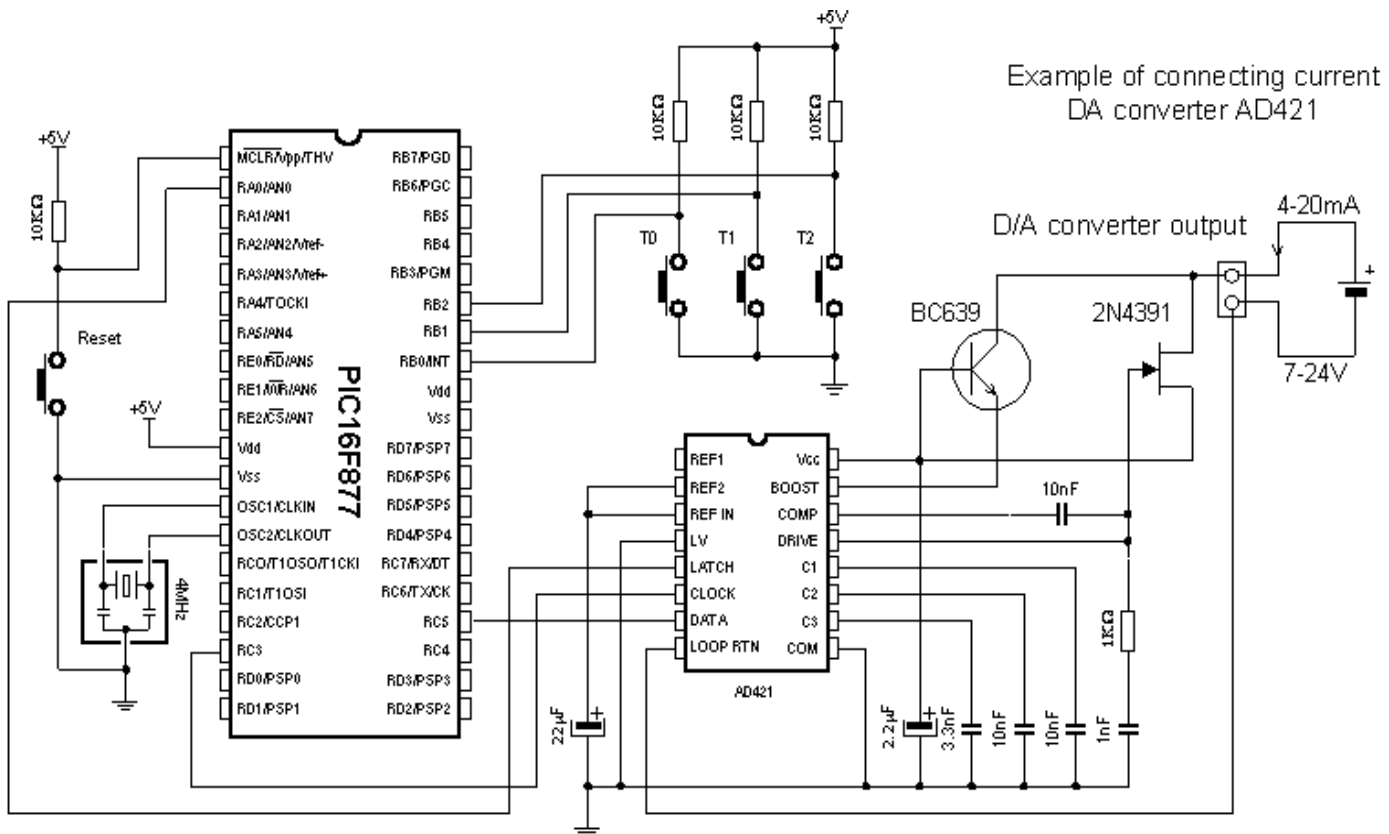 Example of connecting current
DA converter AD421
+5V
10KΩ
10KΩ
10KΩ
T0
T1
T2
+5V
10KΩ
Reset
+5V
MCLR/Vpp/THV
RA0/AN0
RA1/AN1
RA2/AN2/Vref-
RA3/AN3/Vref+
RA4/TOCKI
RA5/AN4
RE0/RD/AN5
RE1/WR/AN6
RE2/CS/AN7
Vdd
Vss
OSC1/CLKIN
OSC2/CLKOUT
RCO/T1OSO/T1CKI
RC1/T1OSI
RC2/CCP1
RC3
RD0/PSP0
RD1/PSP1
PIC16F877
RB7/PGD
RB6/PGC
RB5
RB4
RB3/PGM
RB2
RB1
RB0/INT
Vdd
Vss
RD7/PSP7
RD6/PSP6
RD5/PSP5
RD4/PSP4
RC7/RX/DT
RC6/TX/CK
RC5
RC4
RD3/PSP3
RD2/PSP2
4MHz
D/A converter output
4-20mA
+
7-24V
BC639
2N4391
REF1
REF2
REF IN
LV
LATCH
CLOCK
DATA
LOOP RTN
Vcc
BOOST
COMP
DRIVE
C1
C2
C3
COM
AD421
10nF
1KΩ
22µF
+
2.2µF
+
3.3nF
10nF
10nF
1nF